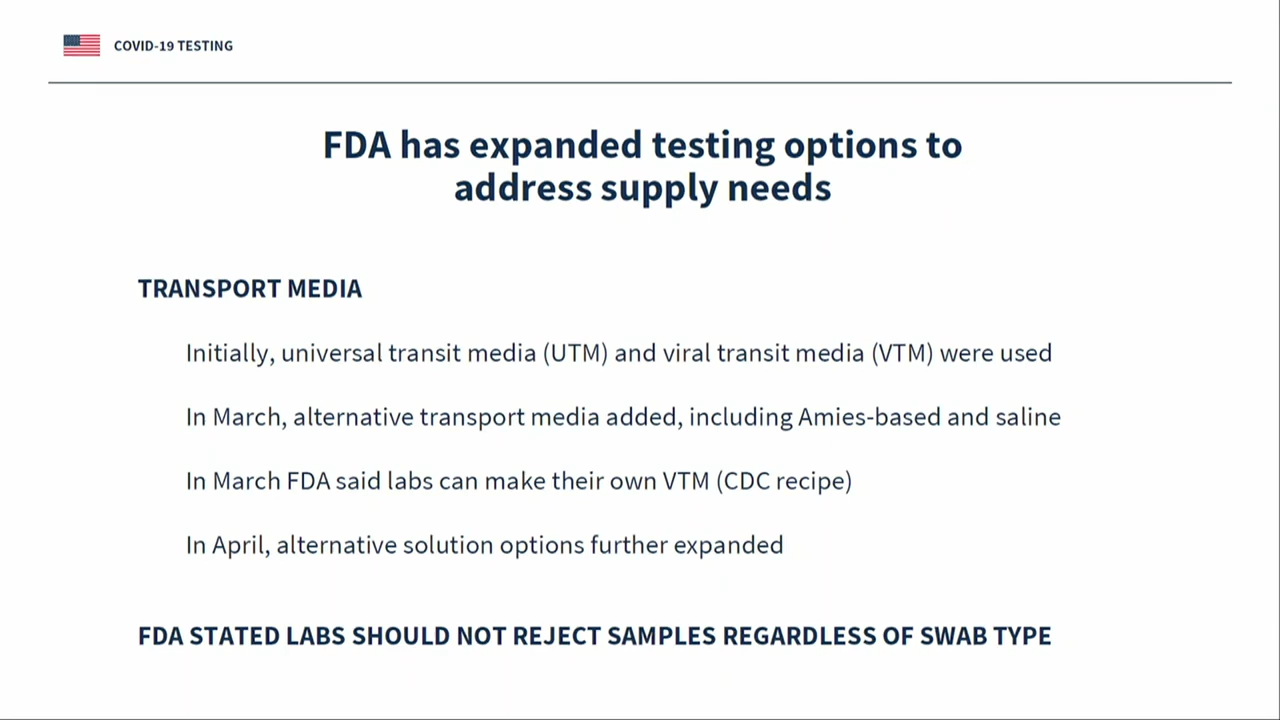 COVID-19 TESTING
FDA has expanded testing options to
address supply needs
TRANSPORT MEDIA
Initially, universal transit media (UTM) and viral transit media (VTM) were used
In March, alternative transport media added, including Amies-based and saline
In March FDA said labs can make their own VTM (CDC recipe)
In April, alternative solution options further expanded
FDA STATED LABS SHOULD NOT REJECT SAMPLES REGARDLESS OF SWAB TYPE